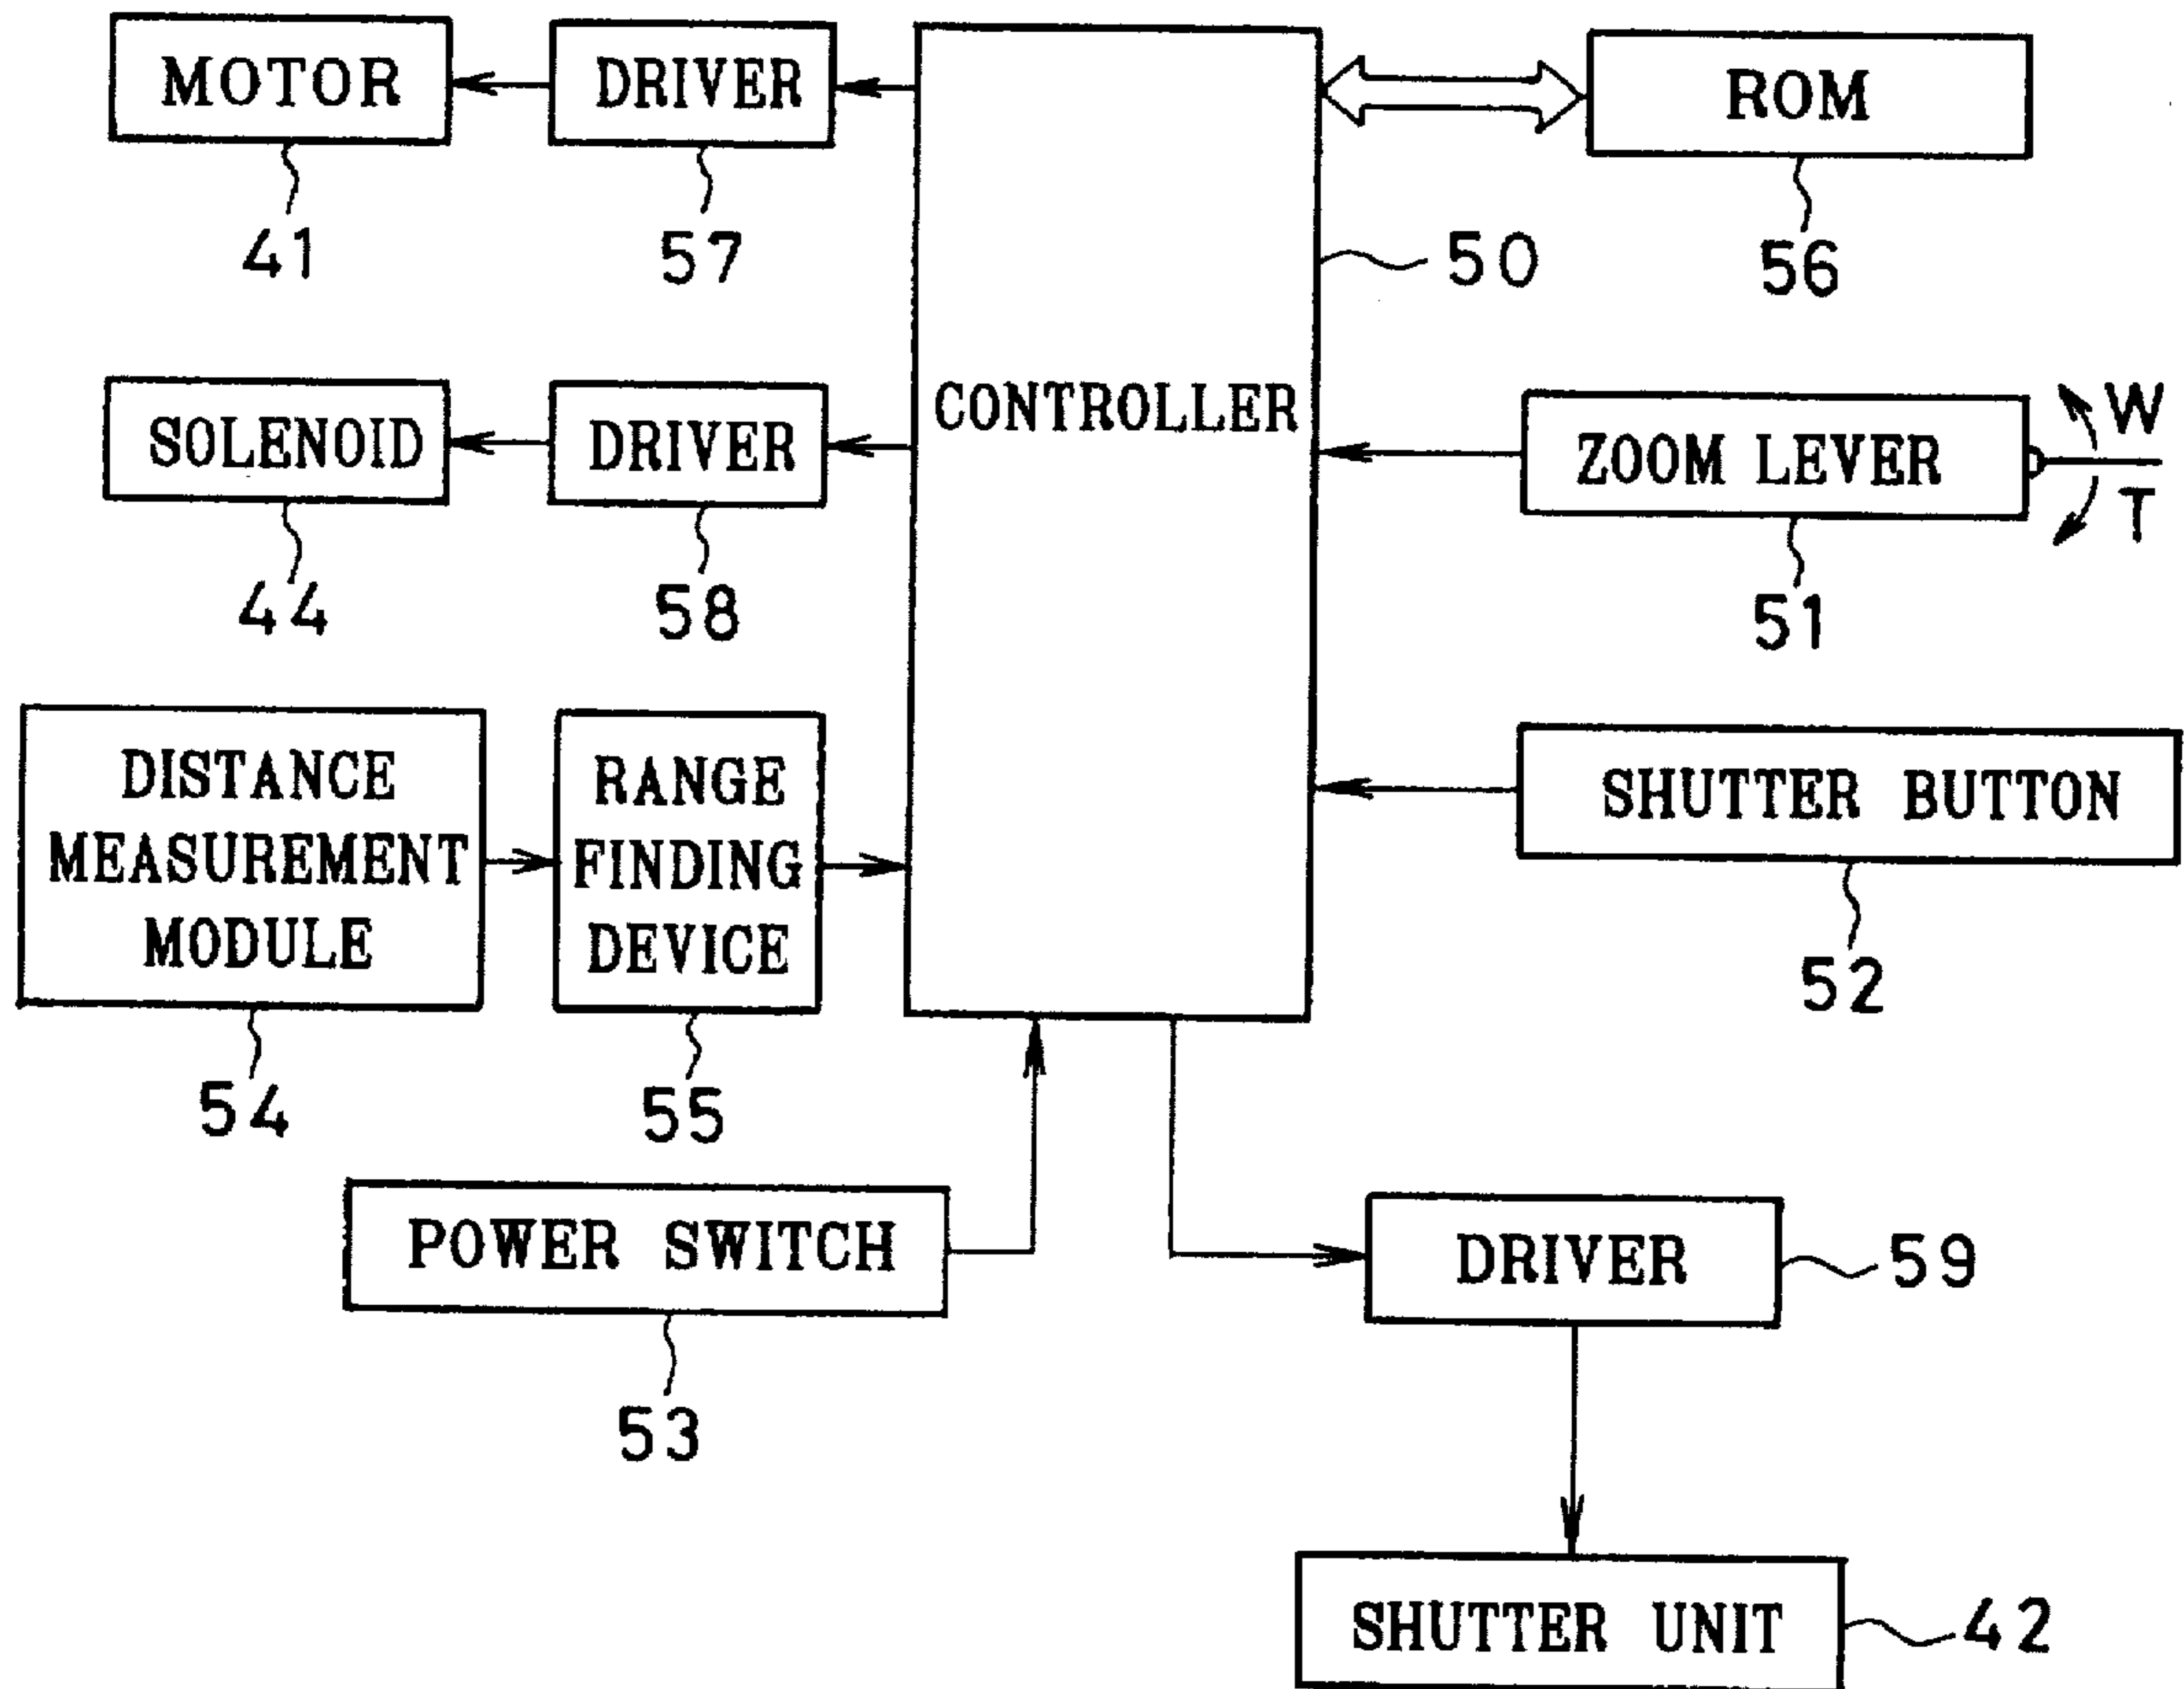 MOTOR
DRIVER
ROM
41
57
50
56
CONTROLLER
SOLENOID
DRIVER
ZOOM LEVER
W
T
44
58
51
DISTANCE
MEASUREMENT
MODULE
RANGE
FINDING
DEVICE
SHUTTER BUTTON
52
54
55
POWER SWITCH
53
DRIVER
59
SHUTTER UNIT
42